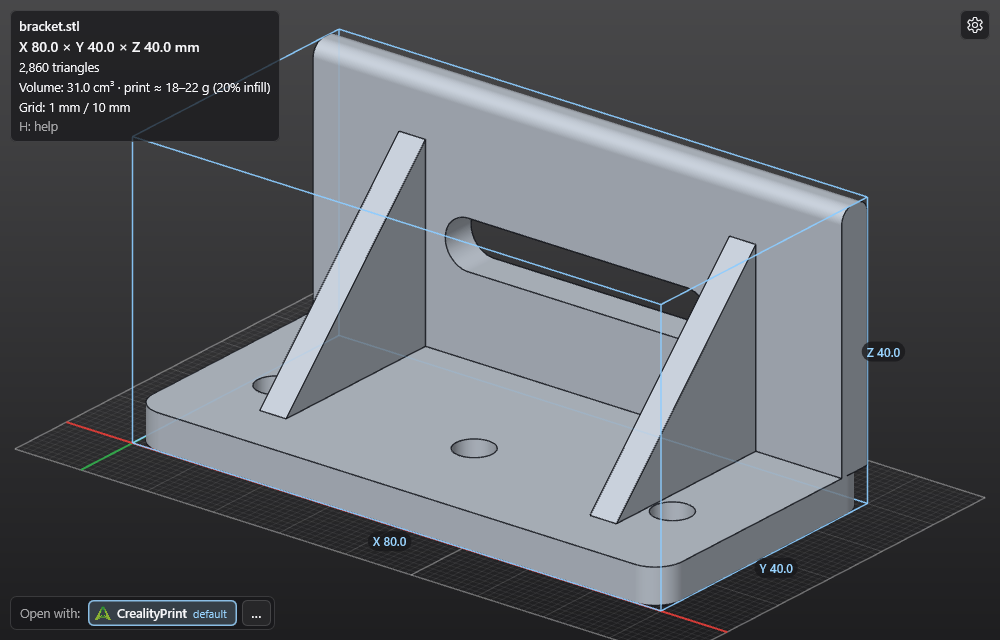 bracket.stl
X 80.0 × Y 40.0 × Z 40.0 mm
2,860 triangles
Volume: 31.0 cm³ · print ≈ 18–22 g (20% infill)
Grid: 1 mm / 10 mm
H: help
Z 40.0
X 80.0
Y 40.0
Open with: CrealityPrint default ...